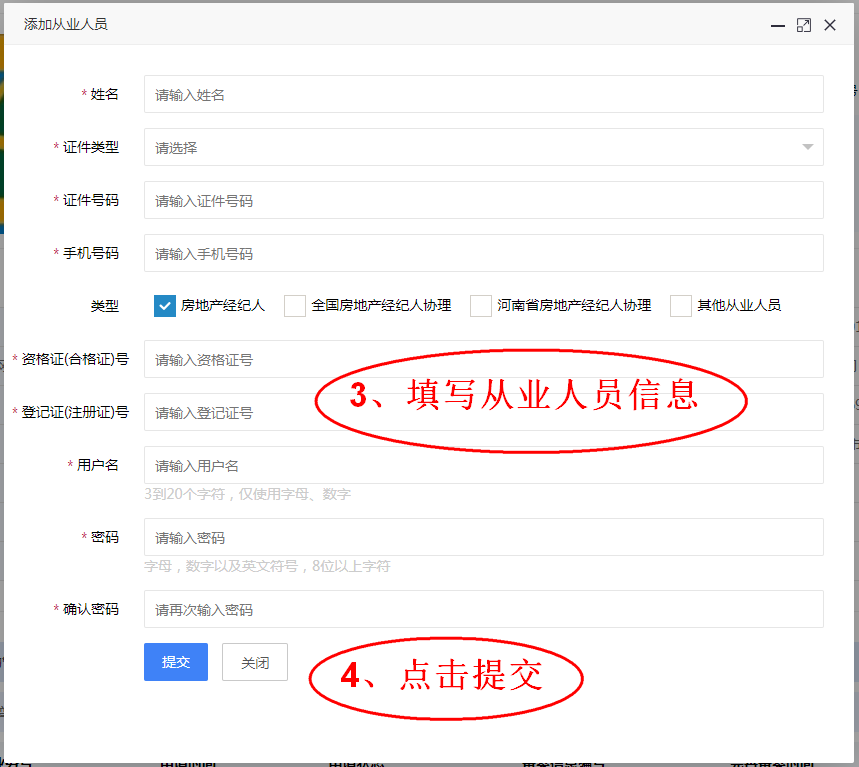 添加从业人员
* 姓名 请输入姓名
* 证件类型 请选择
* 证件号码 请输入证件号码
* 手机号码 请输入手机号码
类型 房地产经纪人 全国房地产经纪人协理 河南省房地产经纪人协理 其他从业人员
* 资格证(合格证)号 请输入资格证号
3、填写从业人员信息
* 登记证(注册证)号 请输入登记证号
* 用户名 请输入用户名
3到20个字符，仅使用字母、数字
* 密码 请输入密码
字母，数字以及英文符号，8位以上字符
* 确认密码 请再次输入密码
提交 关闭
4、点击提交